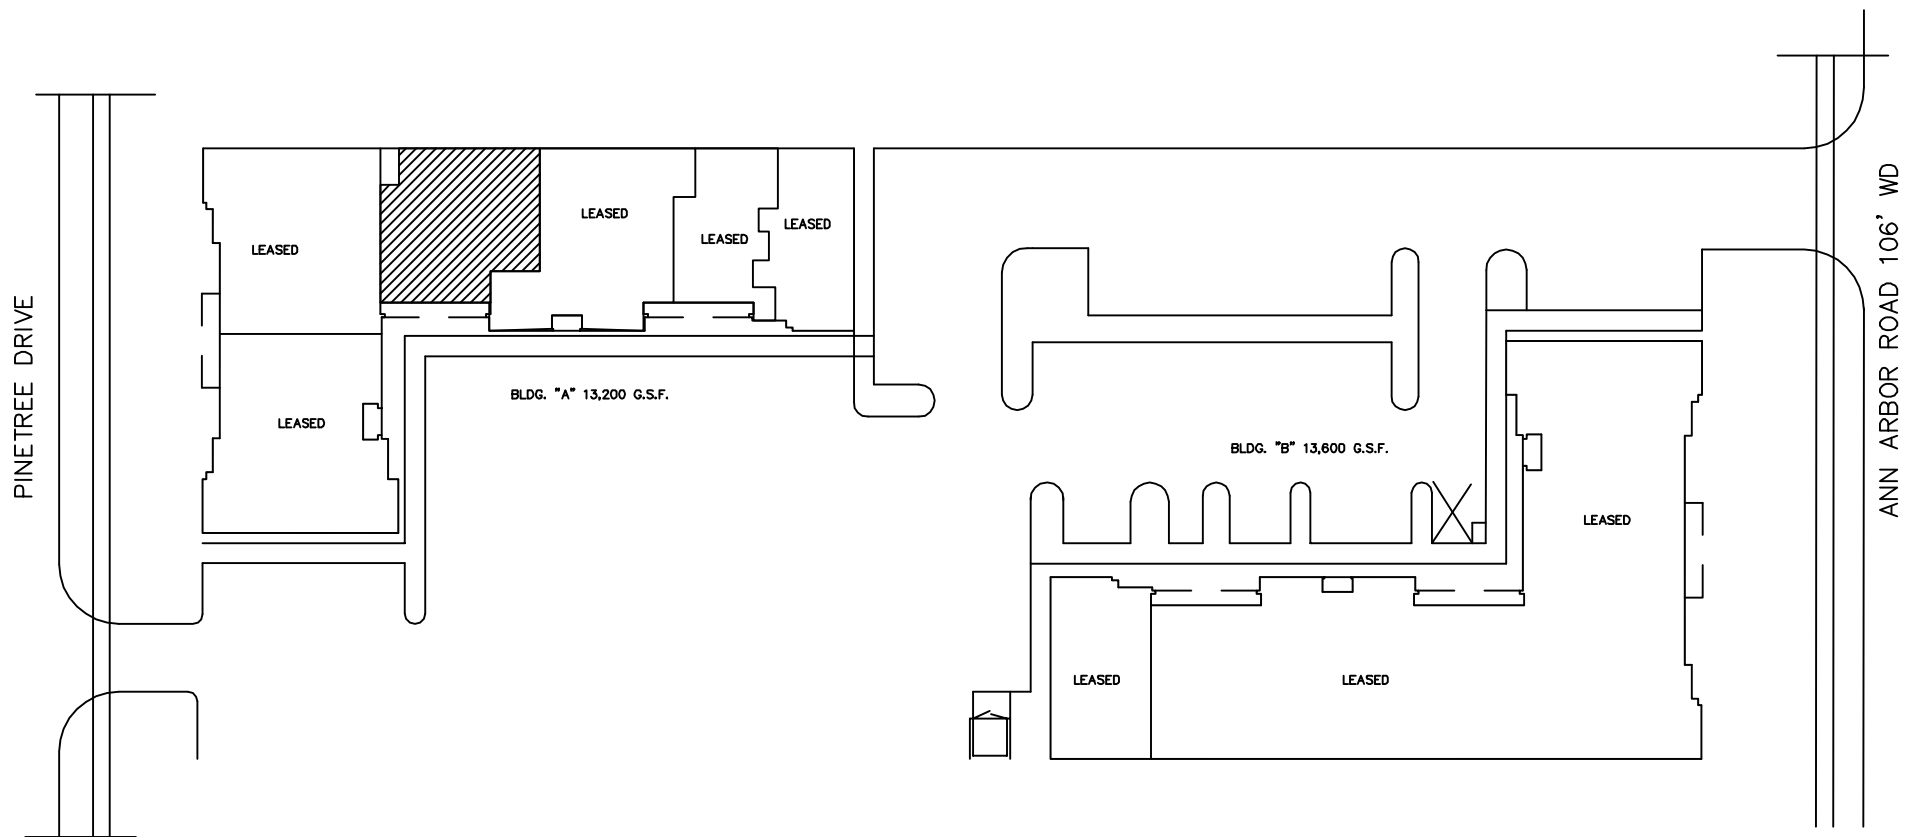 PINETREE DRIVE
LEASED
LEASED
LEASED
LEASED
LEASED
BLDG. "A" 13,200 G.S.F.
BLDG. "B" 13,600 G.S.F.
LEASED
LEASED
LEASED
ANN ARBOR ROAD 106' WD